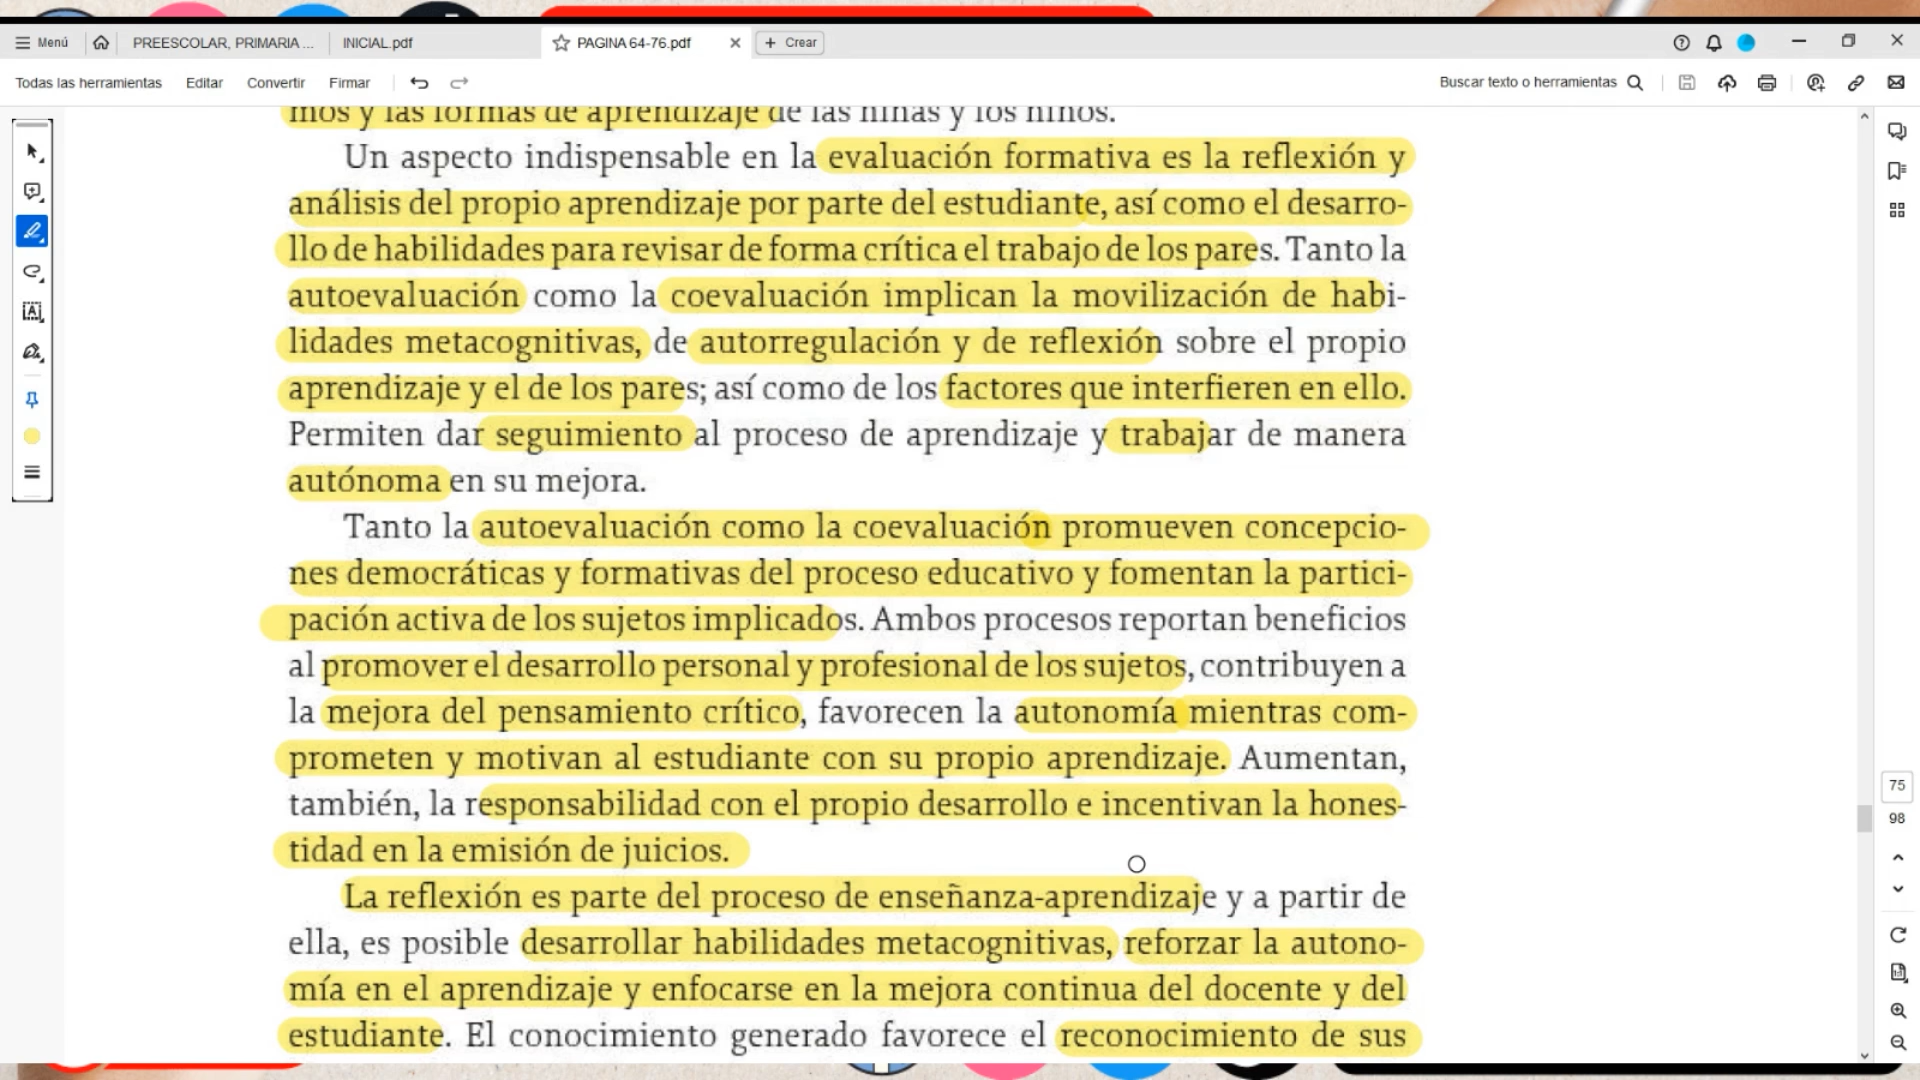 Menú
PREESCOLAR, PRIMARIA ...
INICIAL.pdf
PAGINA 64-76.pdf
Crear
Todas las herramientas
Editar
Convertir
Firmar
Buscar texto o herramientas
mos y las formas de aprendizaje de las niñas y los niños.
Un aspecto indispensable en la evaluación formativa es la reflexión y
análisis del propio aprendizaje por parte del estudiante, así como el desarro-
llo de habilidades para revisar de forma crítica el trabajo de los pares. Tanto la
autoevaluación como la coevaluación implican la movilización de habi-
lidades metacognitivas, de autorregulación y de reflexión sobre el propio
aprendizaje y el de los pares; así como de los factores que interfieren en ello.
Permiten dar seguimiento al proceso de aprendizaje y trabajar de manera
autónoma en su mejora.
Tanto la autoevaluación como la coevaluación promueven concepcio-
nes democráticas y formativas del proceso educativo y fomentan la partici-
pación activa de los sujetos implicados. Ambos procesos reportan beneficios
al promover el desarrollo personal y profesional de los sujetos, contribuyen a
la mejora del pensamiento crítico, favorecen la autonomía mientras com-
prometen y motivan al estudiante con su propio aprendizaje. Aumentan,
también, la responsabilidad con el propio desarrollo e incentivan la hones-
tidad en la emisión de juicios.
La reflexión es parte del proceso de enseñanza-aprendizaje y a partir de
ella, es posible desarrollar habilidades metacognitivas, reforzar la autono-
mía en el aprendizaje y enfocarse en la mejora continua del docente y del
estudiante. El conocimiento generado favorece el reconocimiento de sus
75
98